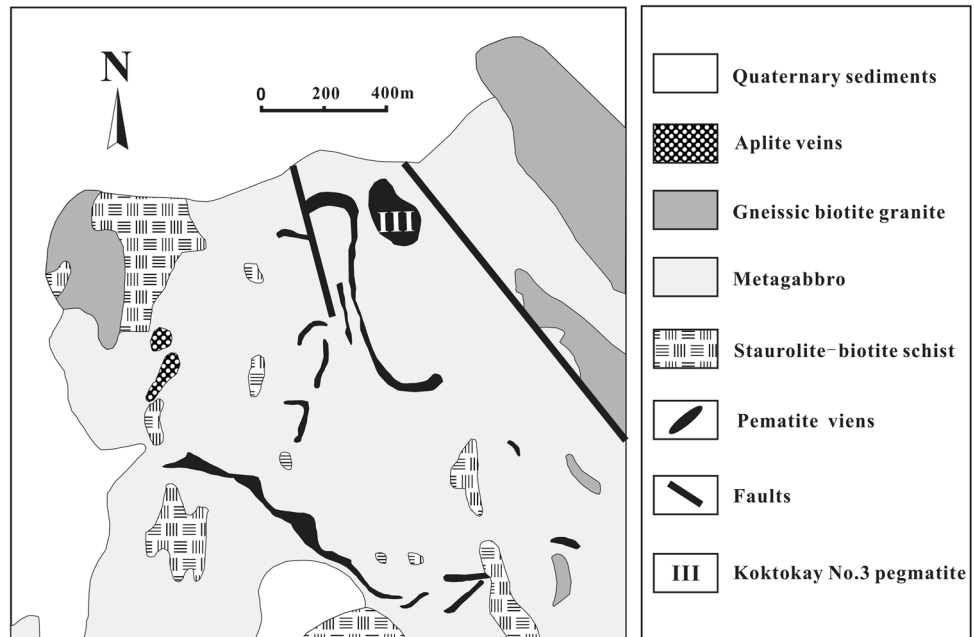 N
0 200 400m
III
Quaternary sediments
Aplite veins
Gneissic biotite granite
Metagabbro
Staurolite-biotite schist
Pematite viens
Faults
III Koktokay No.3 pegmatite